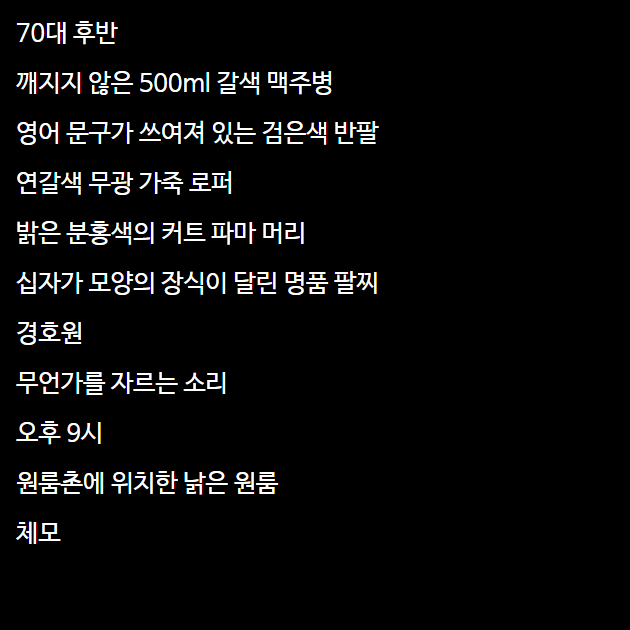 70대 후반
깨지지 않은 500ml 갈색 맥주병
영어 문구가 쓰여져 있는 검은색 반팔
연갈색 무광 가죽 로퍼
밝은 분홍색의 커트 파마 머리
십자가 모양의 장식이 달린 명품 팔찌
경호원
무언가를 자르는 소리
오후 9시
원룸촌에 위치한 낡은 원룸
체모